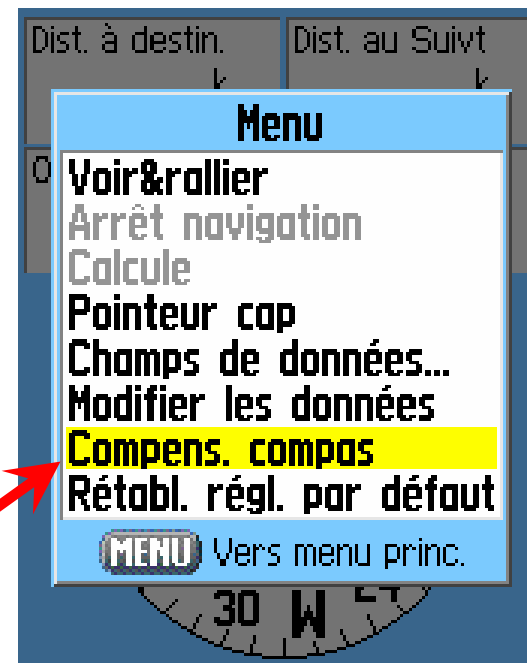 Dist. à destin. Dist. au Suivt
Menu
Voir&rallier
Arrêt navigation
Calcule
Pointeur cap
Champs de données...
Modifier les données
Compens. compas
Rétabl. régl. par défaut
MENU Vers menu princ.
30 W 24